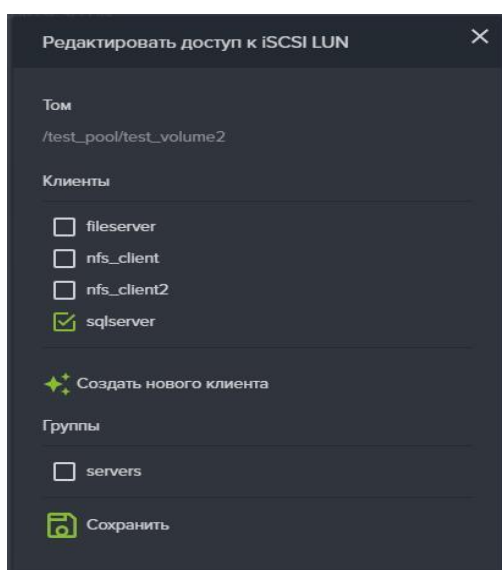 Редактировать доступ к iSCSI LUN
Том
/test_pool/test_volume2
Клиенты
fileserver
nfs_client
nfs_client2
sqlserver
Создать нового клиента
Группы
servers
Сохранить